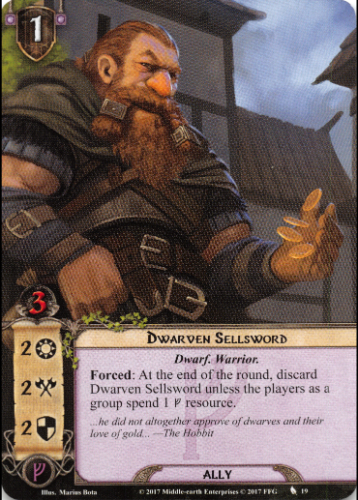 1
3
2
2
2
DWARVEN SELLSWORD
Dwarf. Warrior.
Forced: At the end of the round, discard
Dwarven Sellsword unless the players as a
group spend 1 ᚠ resource.
...he did not altogether approve of dwarves and their
love of gold... —The Hobbit
ALLY
Illus. Marius Bota
© 2017 Middle-earth Enterprises © 2017 FFG
19